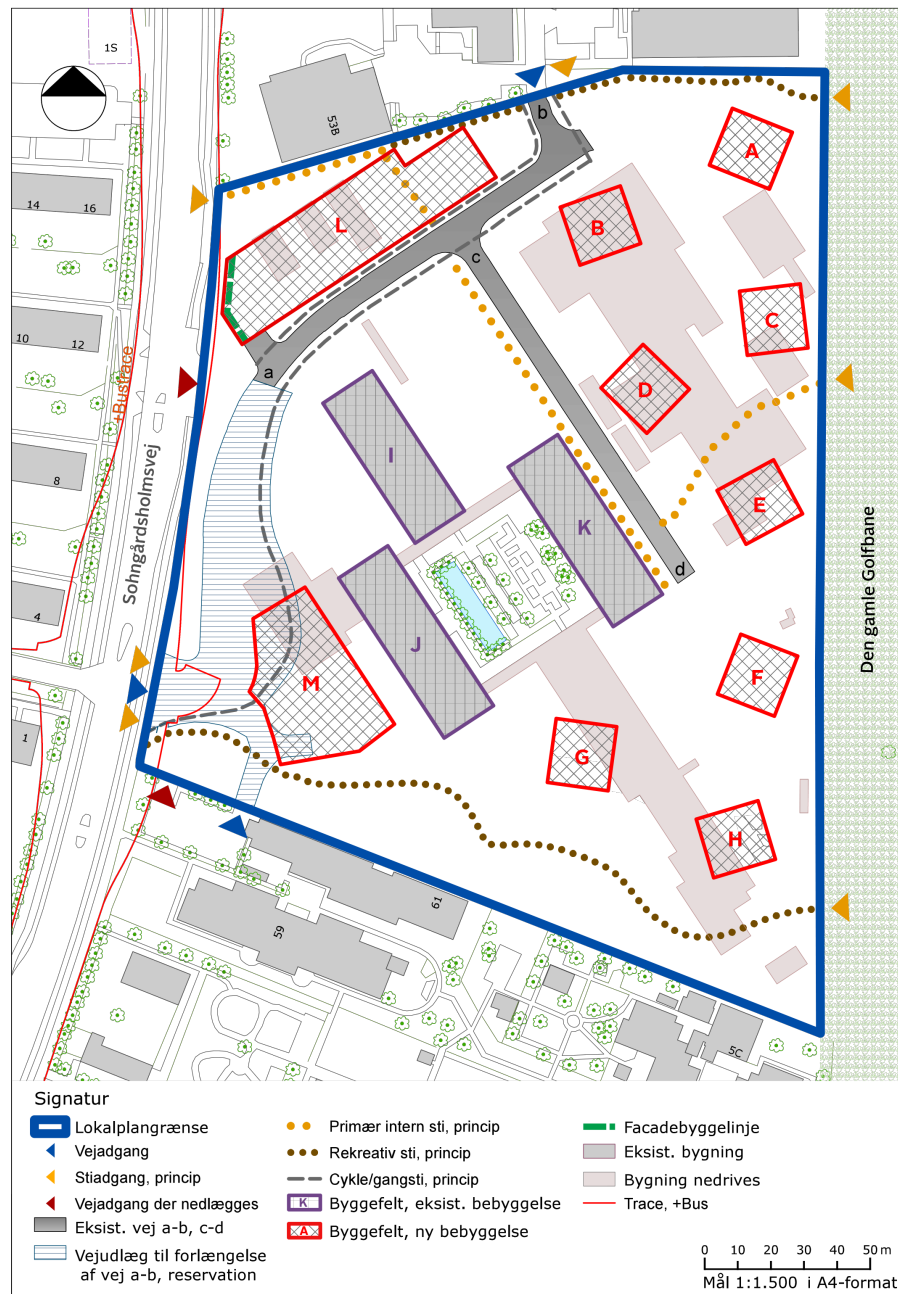 1S
53B
b
A
14
16
B
L
c
C
10
12
a
D
+Bustrace
I
8
E
K
Sohngårdsholmsvej
d
4
J
Den gamle Golfbane
M
F
1
G
H
61
59
5C
Signatur
Lokalplangrænse
Vejadgang
Stiadgang, princip
Vejadgang der nedlægges
Eksist. vej a-b, c-d
Vejudlæg til forlængelse
af vej a-b, reservation
Primær intern sti, princip
Rekreativ sti, princip
Cykle/gangsti, princip
K Byggefelt, eksist. bebyggelse
A Byggefelt, ny bebyggelse
Facadebyggelinje
Eksist. bygning
Bygning nedrives
Trace, +Bus
0 10 20 30 40 50 m
Mål 1:1.500 i A4-format